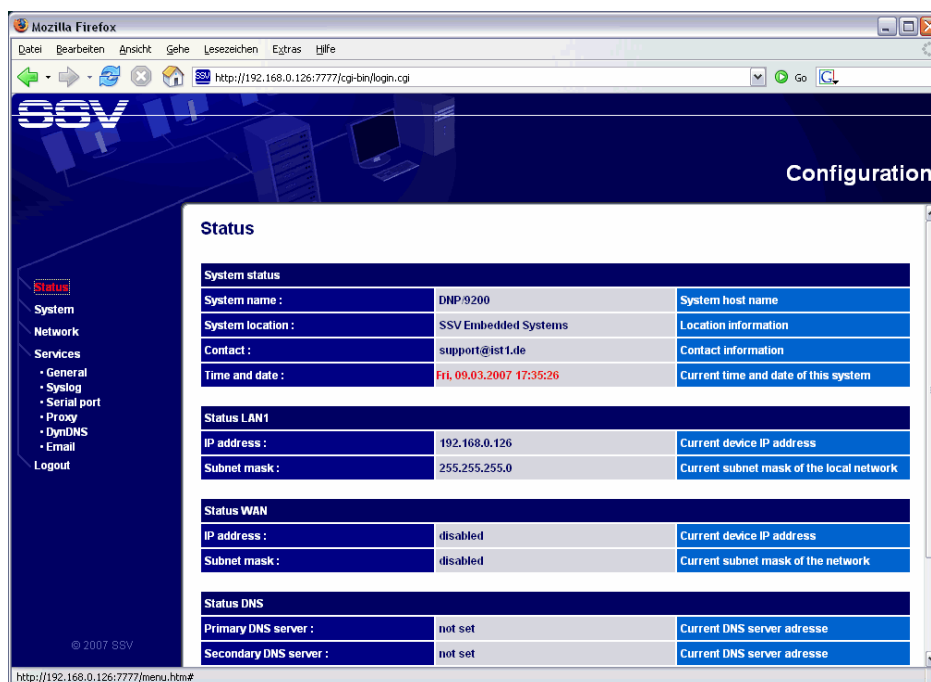 Mozilla Firefox
Datei Bearbeiten Ansicht Gehe Lesezeichen Extras Hilfe
SSV http://192.168.0.126:7777/cgi-bin/login.cgi Go G
SSV
Configuration
Status
System
Network
Services
• General
• Syslog
• Serial port
• Proxy
• DynDNS
• Email
Logout
© 2007 SSV
Status
System status
System name : DNP/9200 System host name
System location : SSV Embedded Systems Location information
Contact : support@ist1.de Contact information
Time and date : Fri, 09.03.2007 17:35:26 Current time and date of this system
Status LAN1
IP address : 192.168.0.126 Current device IP address
Subnet mask : 255.255.255.0 Current subnet mask of the local network
Status WAN
IP address : disabled Current device IP address
Subnet mask : disabled Current subnet mask of the network
Status DNS
Primary DNS server : not set Current DNS server adresse
Secondary DNS server : not set Current DNS server adresse
http://192.168.0.126:7777/menu.htm#